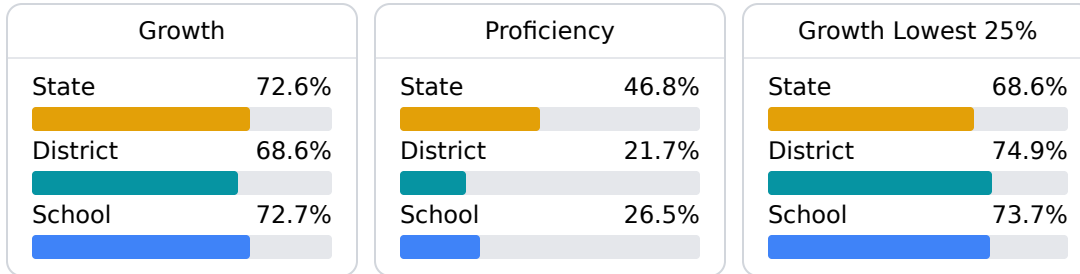 Growth
State 72.6%
District 68.6%
School 72.7%
Proficiency
State 46.8%
District 21.7%
School 26.5%
Growth Lowest 25%
State 68.6%
District 74.9%
School 73.7%